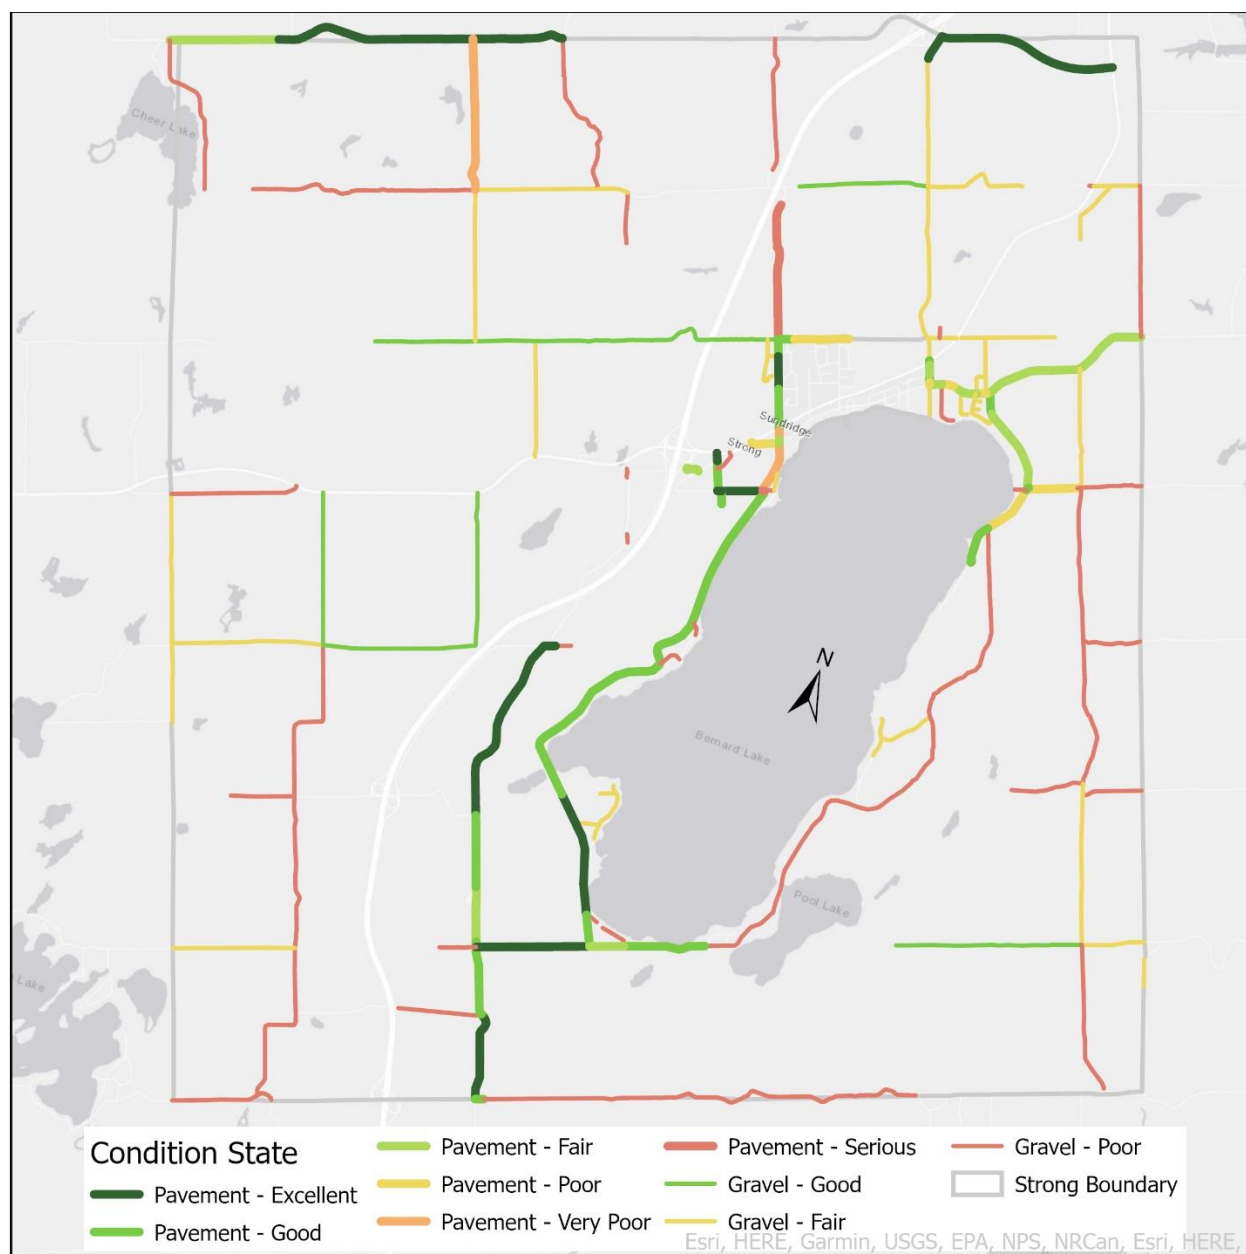 Cheer Lake
Sundridge
Strong
N
Bernard Lake
Pool Lake
Lake
Condition State
Pavement - Excellent
Pavement - Good
Pavement - Fair
Pavement - Poor
Pavement - Very Poor
Pavement - Serious
Gravel - Good
Gravel - Fair
Gravel - Poor
Strong Boundary
Esri, HERE, Garmin, USGS, EPA, NPS, NRCan, Esri, HERE,